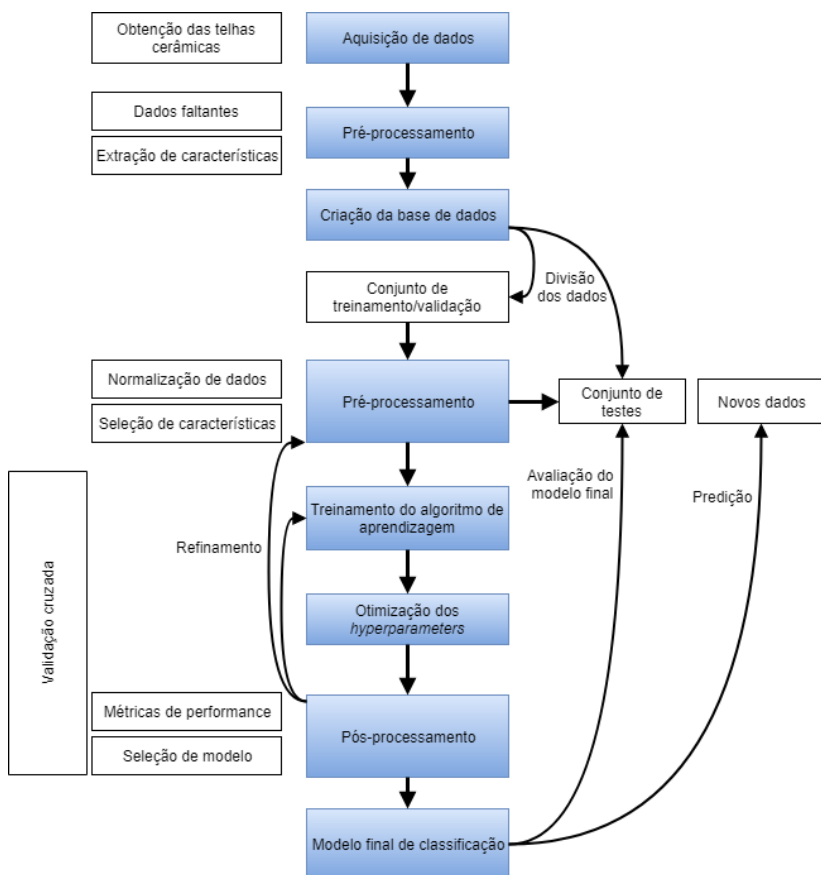 Obtenção das telhas
cerâmicas
Aquisição de dados
Dados faltantes
Extração de características
Pré-processamento
Criação da base de dados
Divisão
dos dados
Conjunto de
treinamento/validação
Normalização de dados
Seleção de características
Pré-processamento
Conjunto de
testes
Novos dados
Avaliação do
modelo final
Predição
Treinamento do algoritmo de
aprendizagem
Refinamento
Otimização dos
hyperparameters
Validação cruzada
Métricas de performance
Seleção de modelo
Pós-processamento
Modelo final de classificação